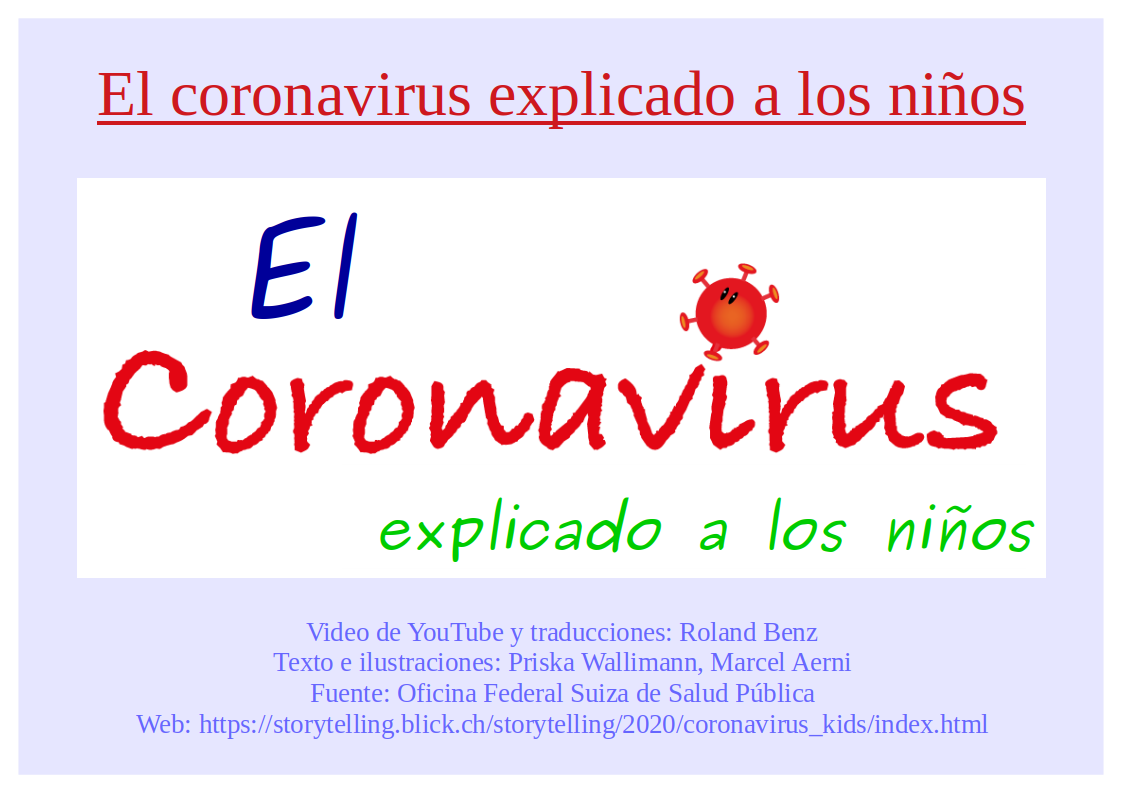 El coronavirus explicado a los niños
El
Coronavirus
explicado a los niños
Video de YouTube y traducciones: Roland Benz
Texto e ilustraciones: Priska Wallimann, Marcel Aerni
Fuente: Oficina Federal Suiza de Salud Pública
Web: https://storytelling.blick.ch/storytelling/2020/coronavirus_kids/index.html